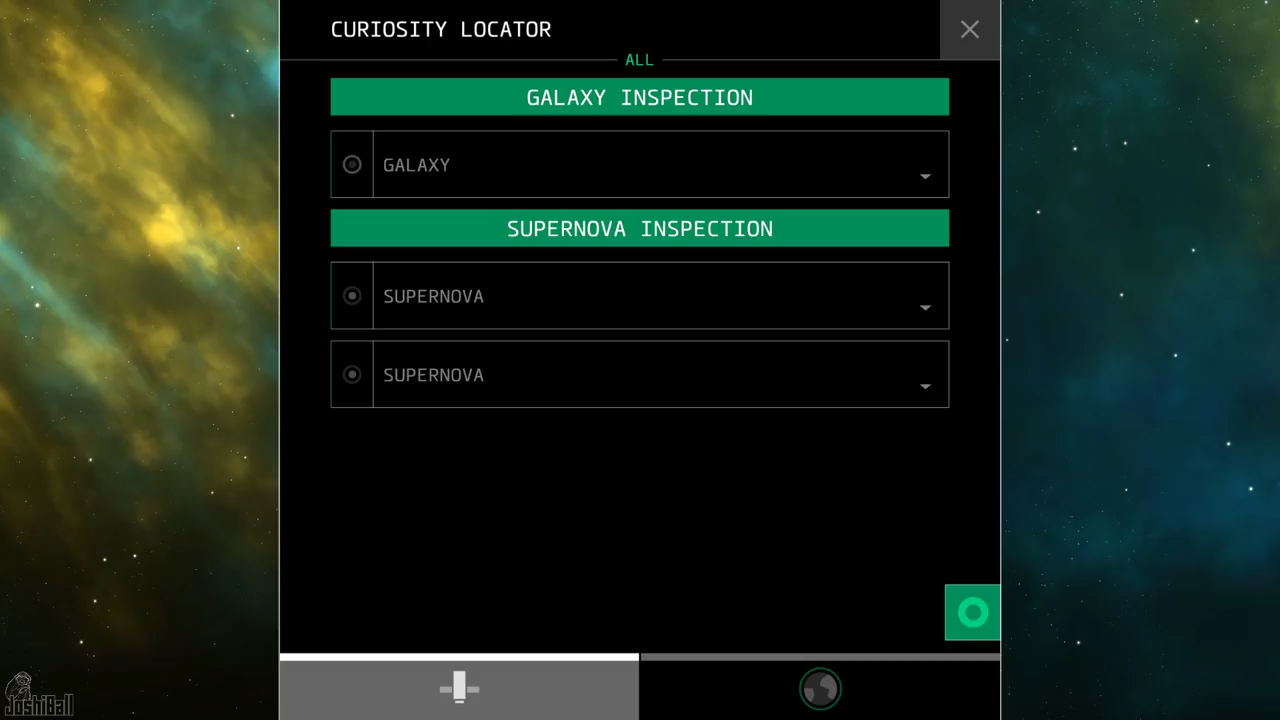 CURIOSITY LOCATOR
ALL
GALAXY INSPECTION
GALAXY
SUPERNOVA INSPECTION
SUPERNOVA
SUPERNOVA
JoshiBall